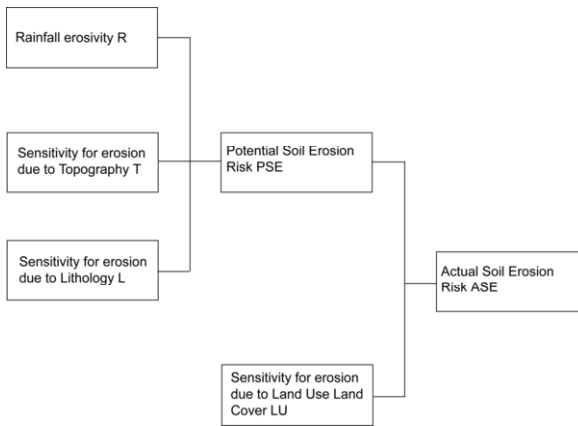 Rainfall erosivity R
Sensitivity for erosion
due to Topography T
Potential Soil Erosion
Risk PSE
Sensitivity for erosion
due to Lithology L
Actual Soil Erosion
Risk ASE
Sensitivity for erosion
due to Land Use Land
Cover LU